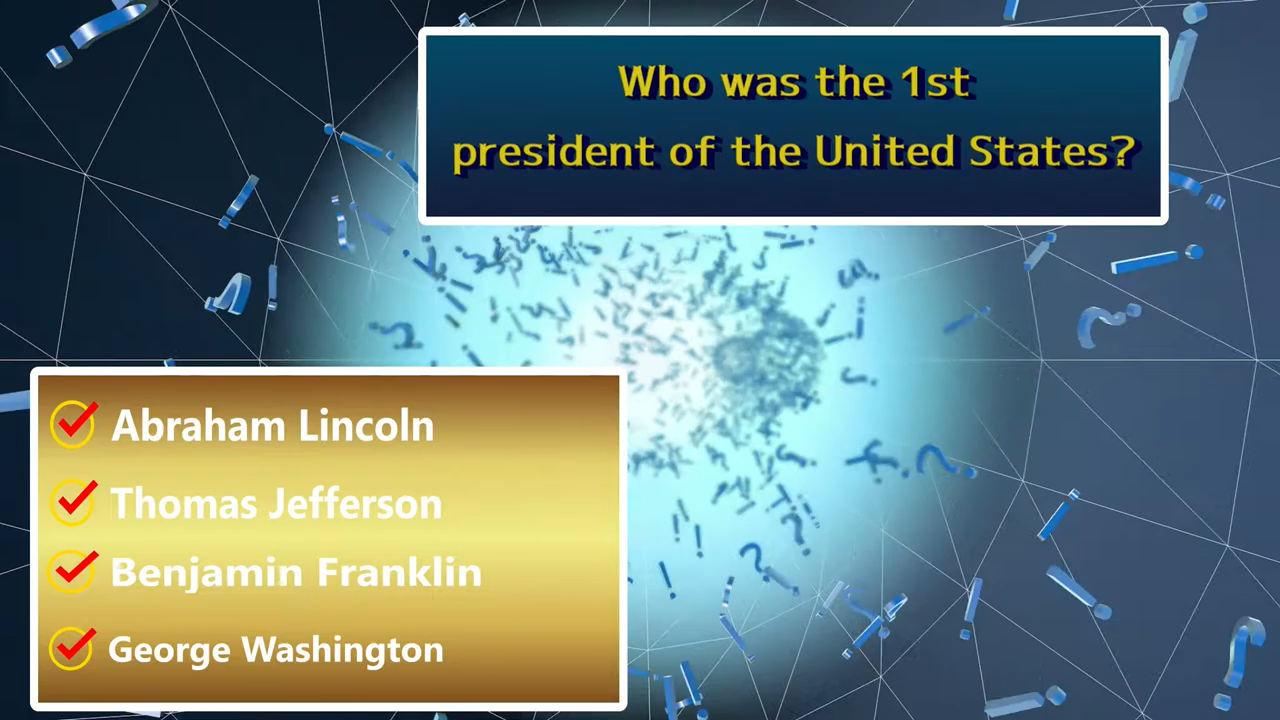 Who was the 1st
president of the United States?
Abraham Lincoln
Thomas Jefferson
Benjamin Franklin
George Washington